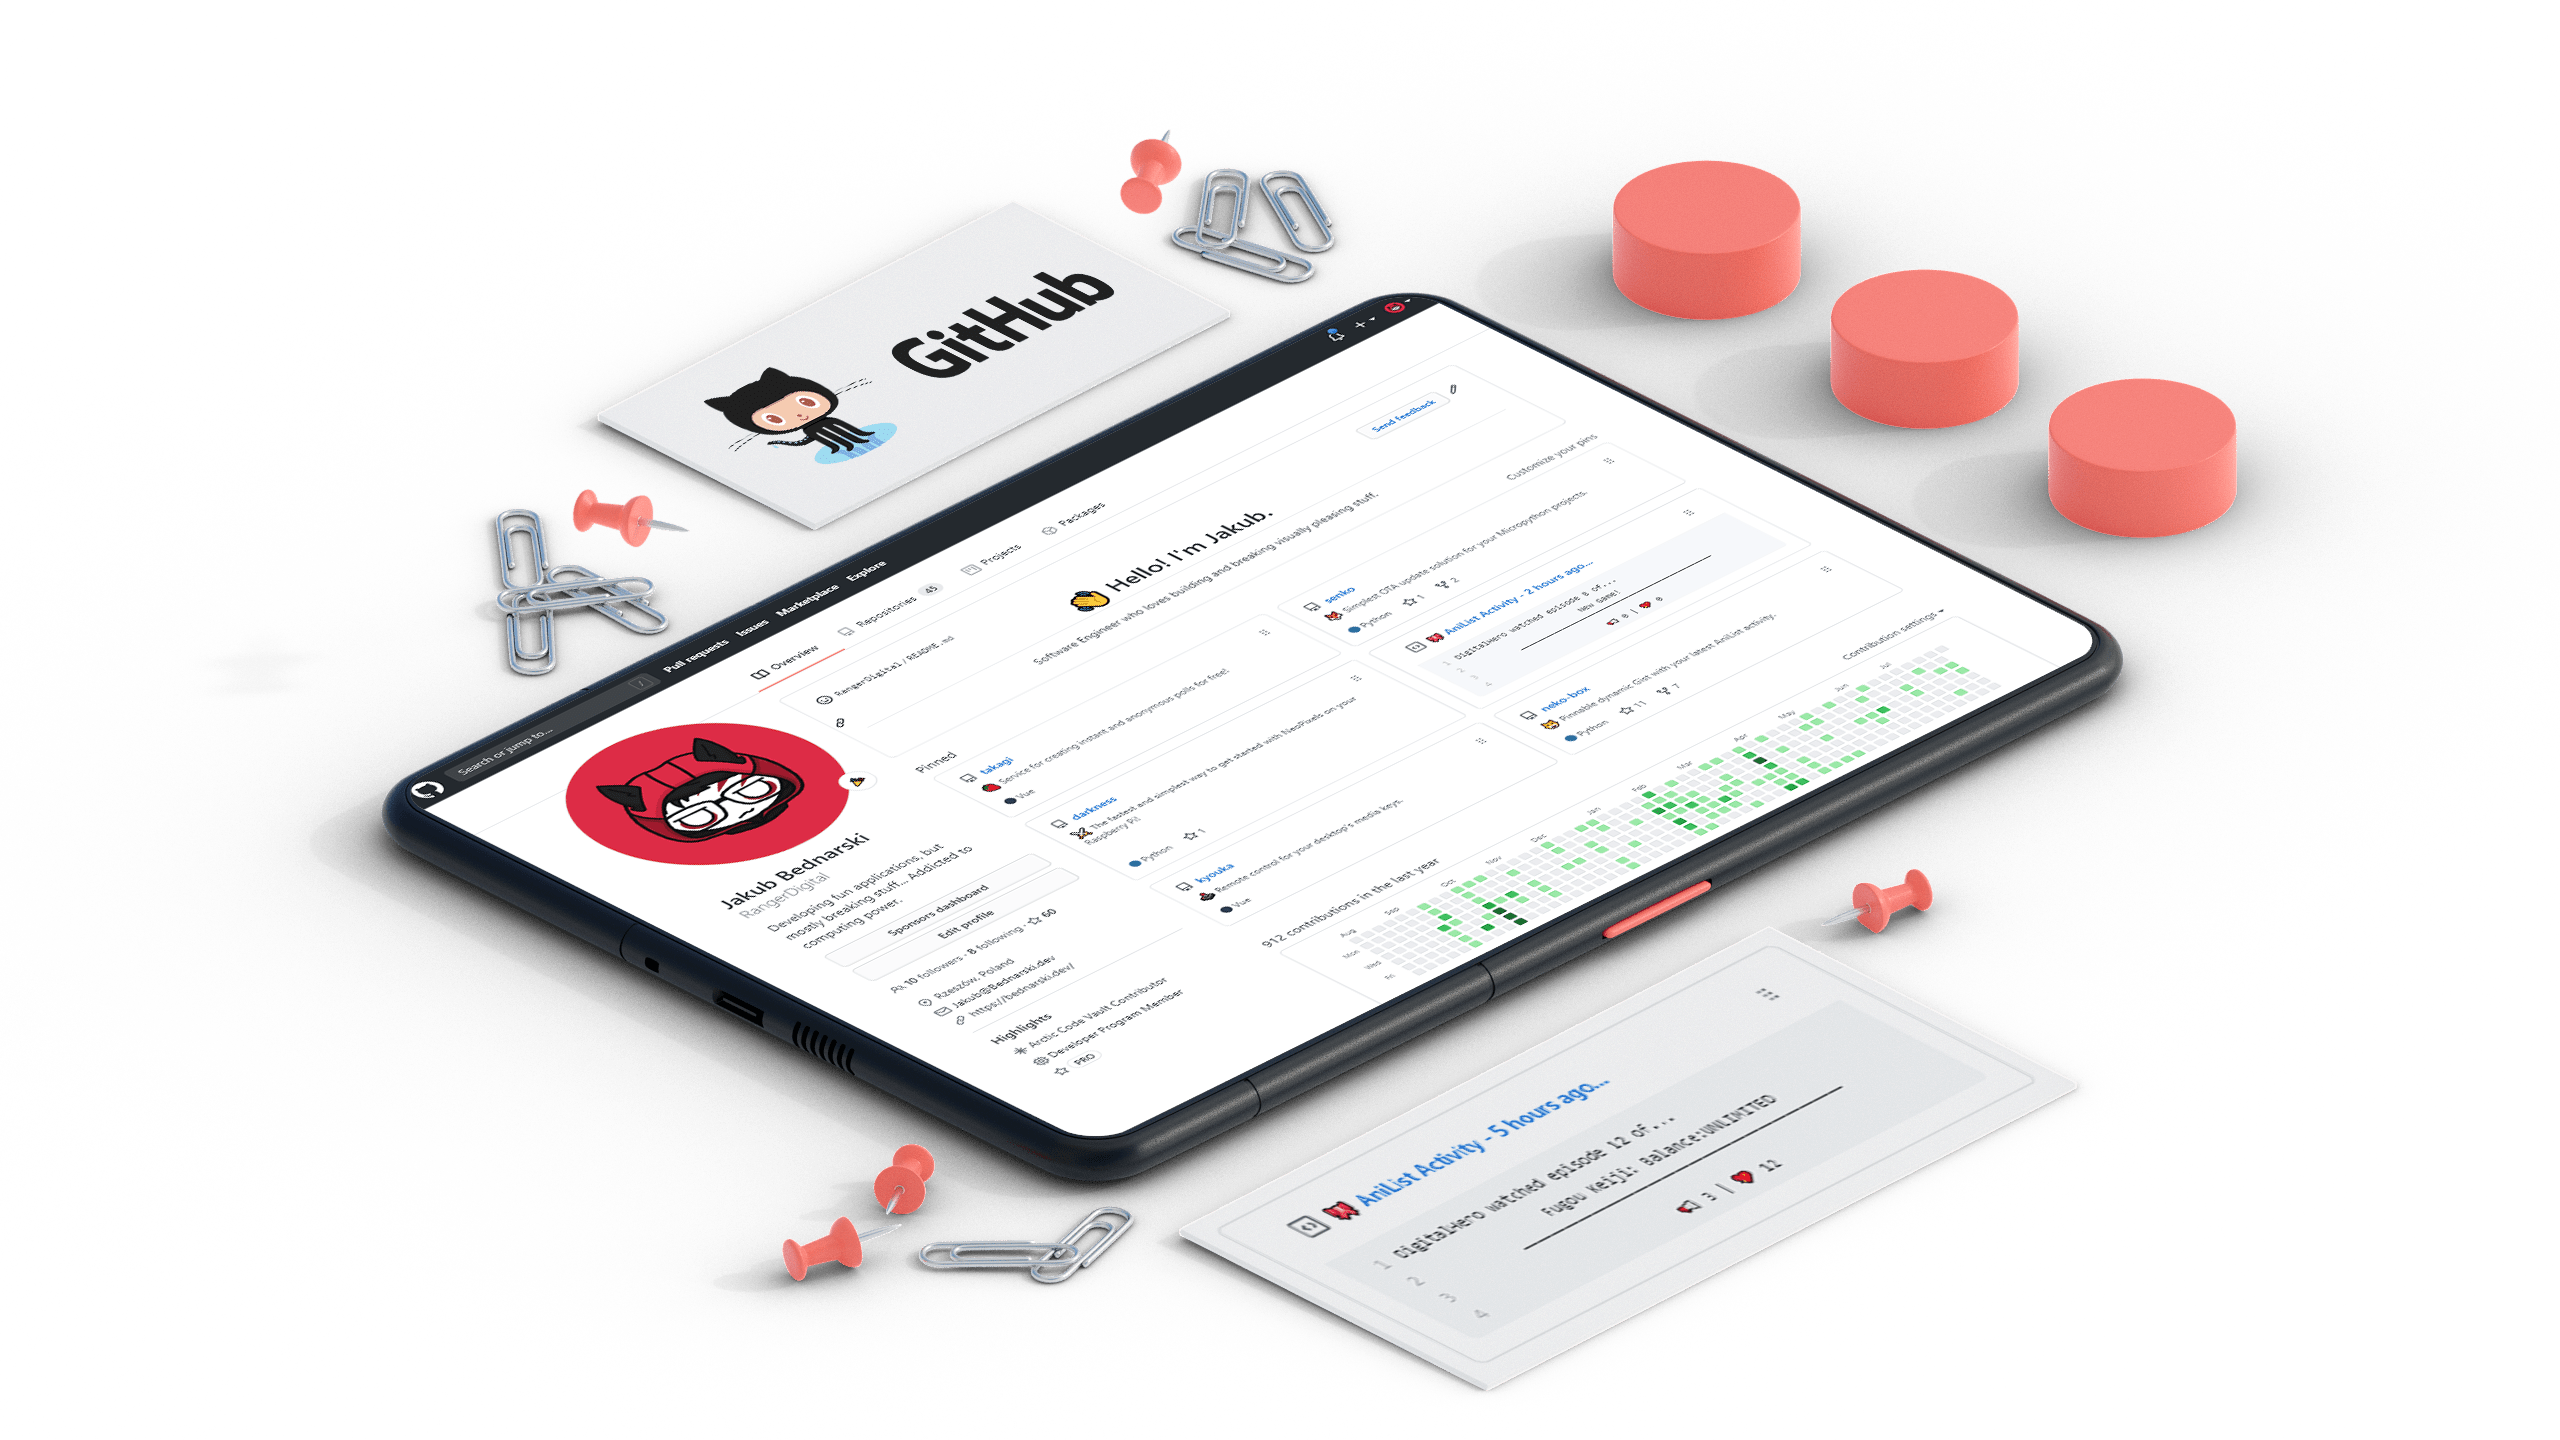 GitHub
Search or jump to...
/
Pull requests
Issues
Marketplace
Explore
Overview
Repositories 45
Projects
Packages
Send feedback
RangerDigital / README.md
Hello! I'm Jakub.
Software Engineer who loves building and breaking visually pleasing stuff.
Jakub Bednarski
RangerDigital
Developing fun applications, but
mostly breaking stuff... Addicted to
computing power.
Sponsors dashboard
Edit profile
10 followers · 8 following · 60
Rzeszów, Poland
Jakub@Bednarski.dev
https://bednarski.dev/
Highlights
Arctic Code Vault Contributor
Developer Program Member
PRO
Pinned
Customize your pins
takagi
Service for creating instant and anonymous polls for free!
Vue
senko
Simplest OTA update solution for your Micropython projects.
Python 1 2
darkness
The fastest and simplest way to get started with NeoPixels on your
Raspberry Pi!
Python 1
AniList Activity - 2 hours ago...
1 DigitalHero watched episode 8 of...
2 New Game!
3
4 0 | 0
kyouka
Remote control for your desktop's media keys.
Vue
neko-box
Pinnable dynamic Gist with your latest AniList activity.
Python 11 7
912 contributions in the last year
Contribution settings
Aug Sep Oct Nov Dec Jan Feb Mar Apr May Jun Jul
Mon
Wed
Fri
AniList Activity - 5 hours ago...
1 DigitalHero watched episode 12 of...
2 Fugou Keiji: Balance:UNLIMITED
3
4 3 | 12